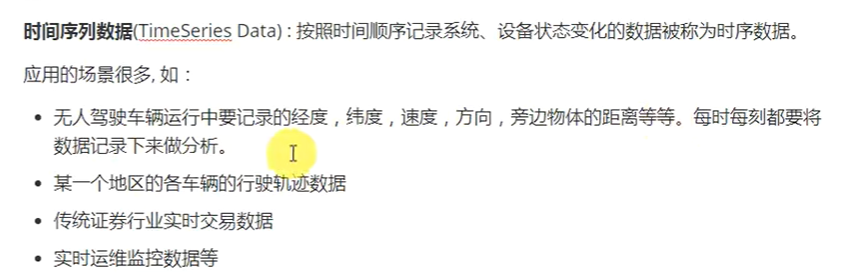 时间序列数据(TimeSeries Data) : 按照时间顺序记录系统、设备状态变化的数据被称为时序数据。
应用的场景很多, 如：
• 无人驾驶车辆运行中要记录的经度，纬度，速度，方向，旁边物体的距离等等。每时每刻都要将
数据记录下来做分析。
• 某一个地区的各车辆的行驶轨迹数据
• 传统证券行业实时交易数据
• 实时运维监控数据等